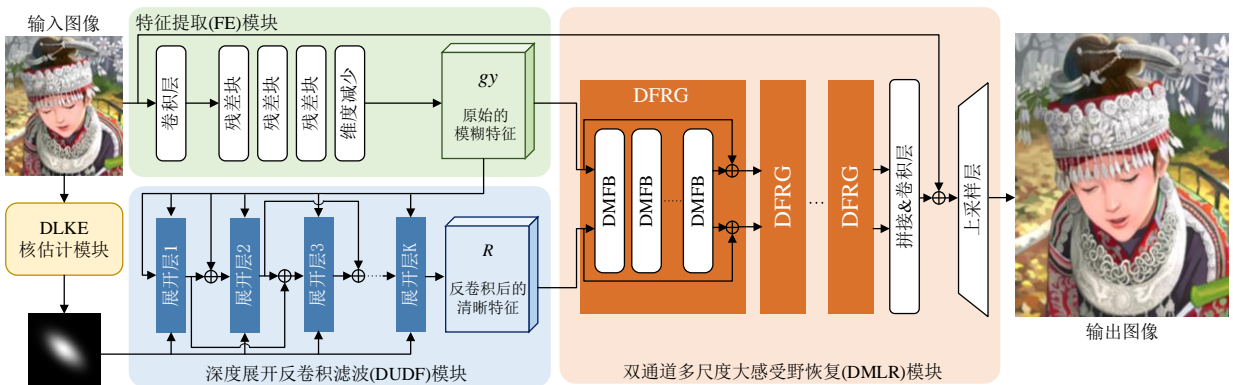 输入图像
特征提取(FE)模块
卷积层
残差块
残差块
残差块
维度减少
gy
原始的
模糊特征
DLKE
核估计模块
展开层1
展开层2
展开层3
展开层K
R
反卷积后的
清晰特征
深度展开反卷积滤波(DUDF)模块
DFRG
DMFB
DMFB
......
DMFB
DFRG
...
DFRG
拼接&卷积层
上采样层
双通道多尺度大感受野恢复(DMLR)模块
输出图像